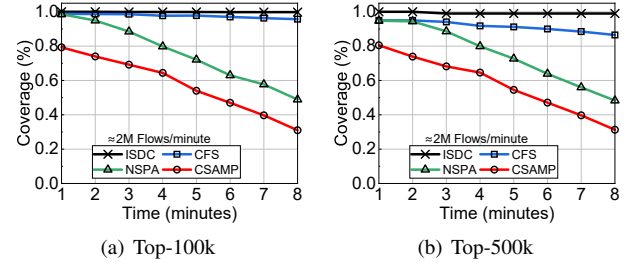 1.0
0.8
0.6
0.4
0.2
0.0
Coverage (%)
≈2M Flows/minute
ISDC CFS
NSPA CSAMP
1 2 3 4 5 6 7 8
Time (minutes)
(a) Top-100k
1.0
0.8
0.6
0.4
0.2
0.0
Coverage (%)
≈2M Flows/minute
ISDC CFS
NSPA CSAMP
1 2 3 4 5 6 7 8
Time (minutes)
(b) Top-500k